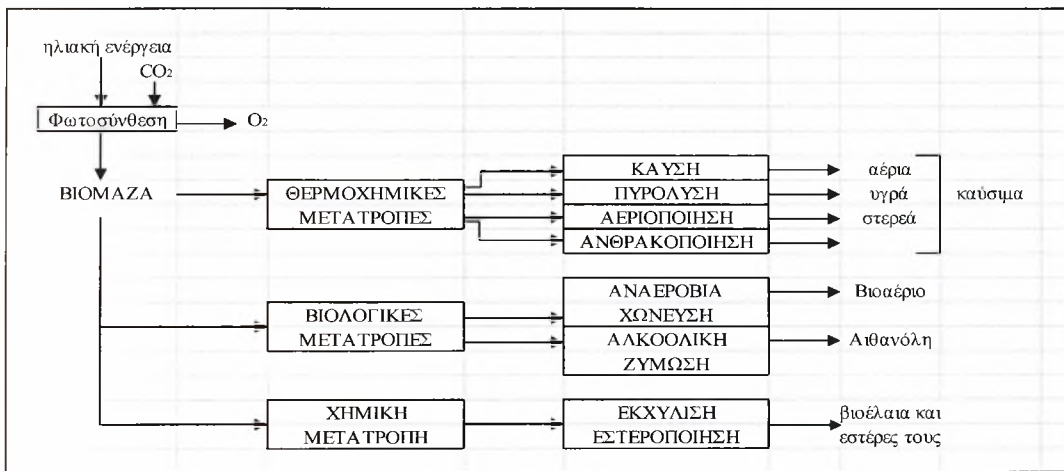 ηλιακή ενέργεια
CO2
Φωτοσύνθεση
O2
ΒΙΟΜΑΖΑ
ΘΕΡΜΟΧΗΜΙΚΕΣ
ΜΕΤΑΤΡΟΠΕΣ
ΚΑΥΣΗ
ΠΥΡΟΛΥΣΗ
ΑΕΡΙΟΠΟΙΗΣΗ
ΑΝΘΡΑΚΟΠΟΙΗΣΗ
αέρια
υγρά
στερεά
καύσιμα
ΒΙΟΛΟΓΙΚΕΣ
ΜΕΤΑΤΡΟΠΕΣ
ΑΝΑΕΡΟΒΙΑ
ΧΩΝΕΥΣΗ
ΑΛΚΟΟΛΙΚΗ
ΖΥΜΩΣΗ
Βιοαέριο
Αιθανόλη
ΧΗΜΙΚΗ
ΜΕΤΑΤΡΟΠΗ
ΕΚΧΥΛΙΣΗ
ΕΣΤΕΡΟΠΟΙΗΣΗ
βιοέλαια και
εστέρες τους